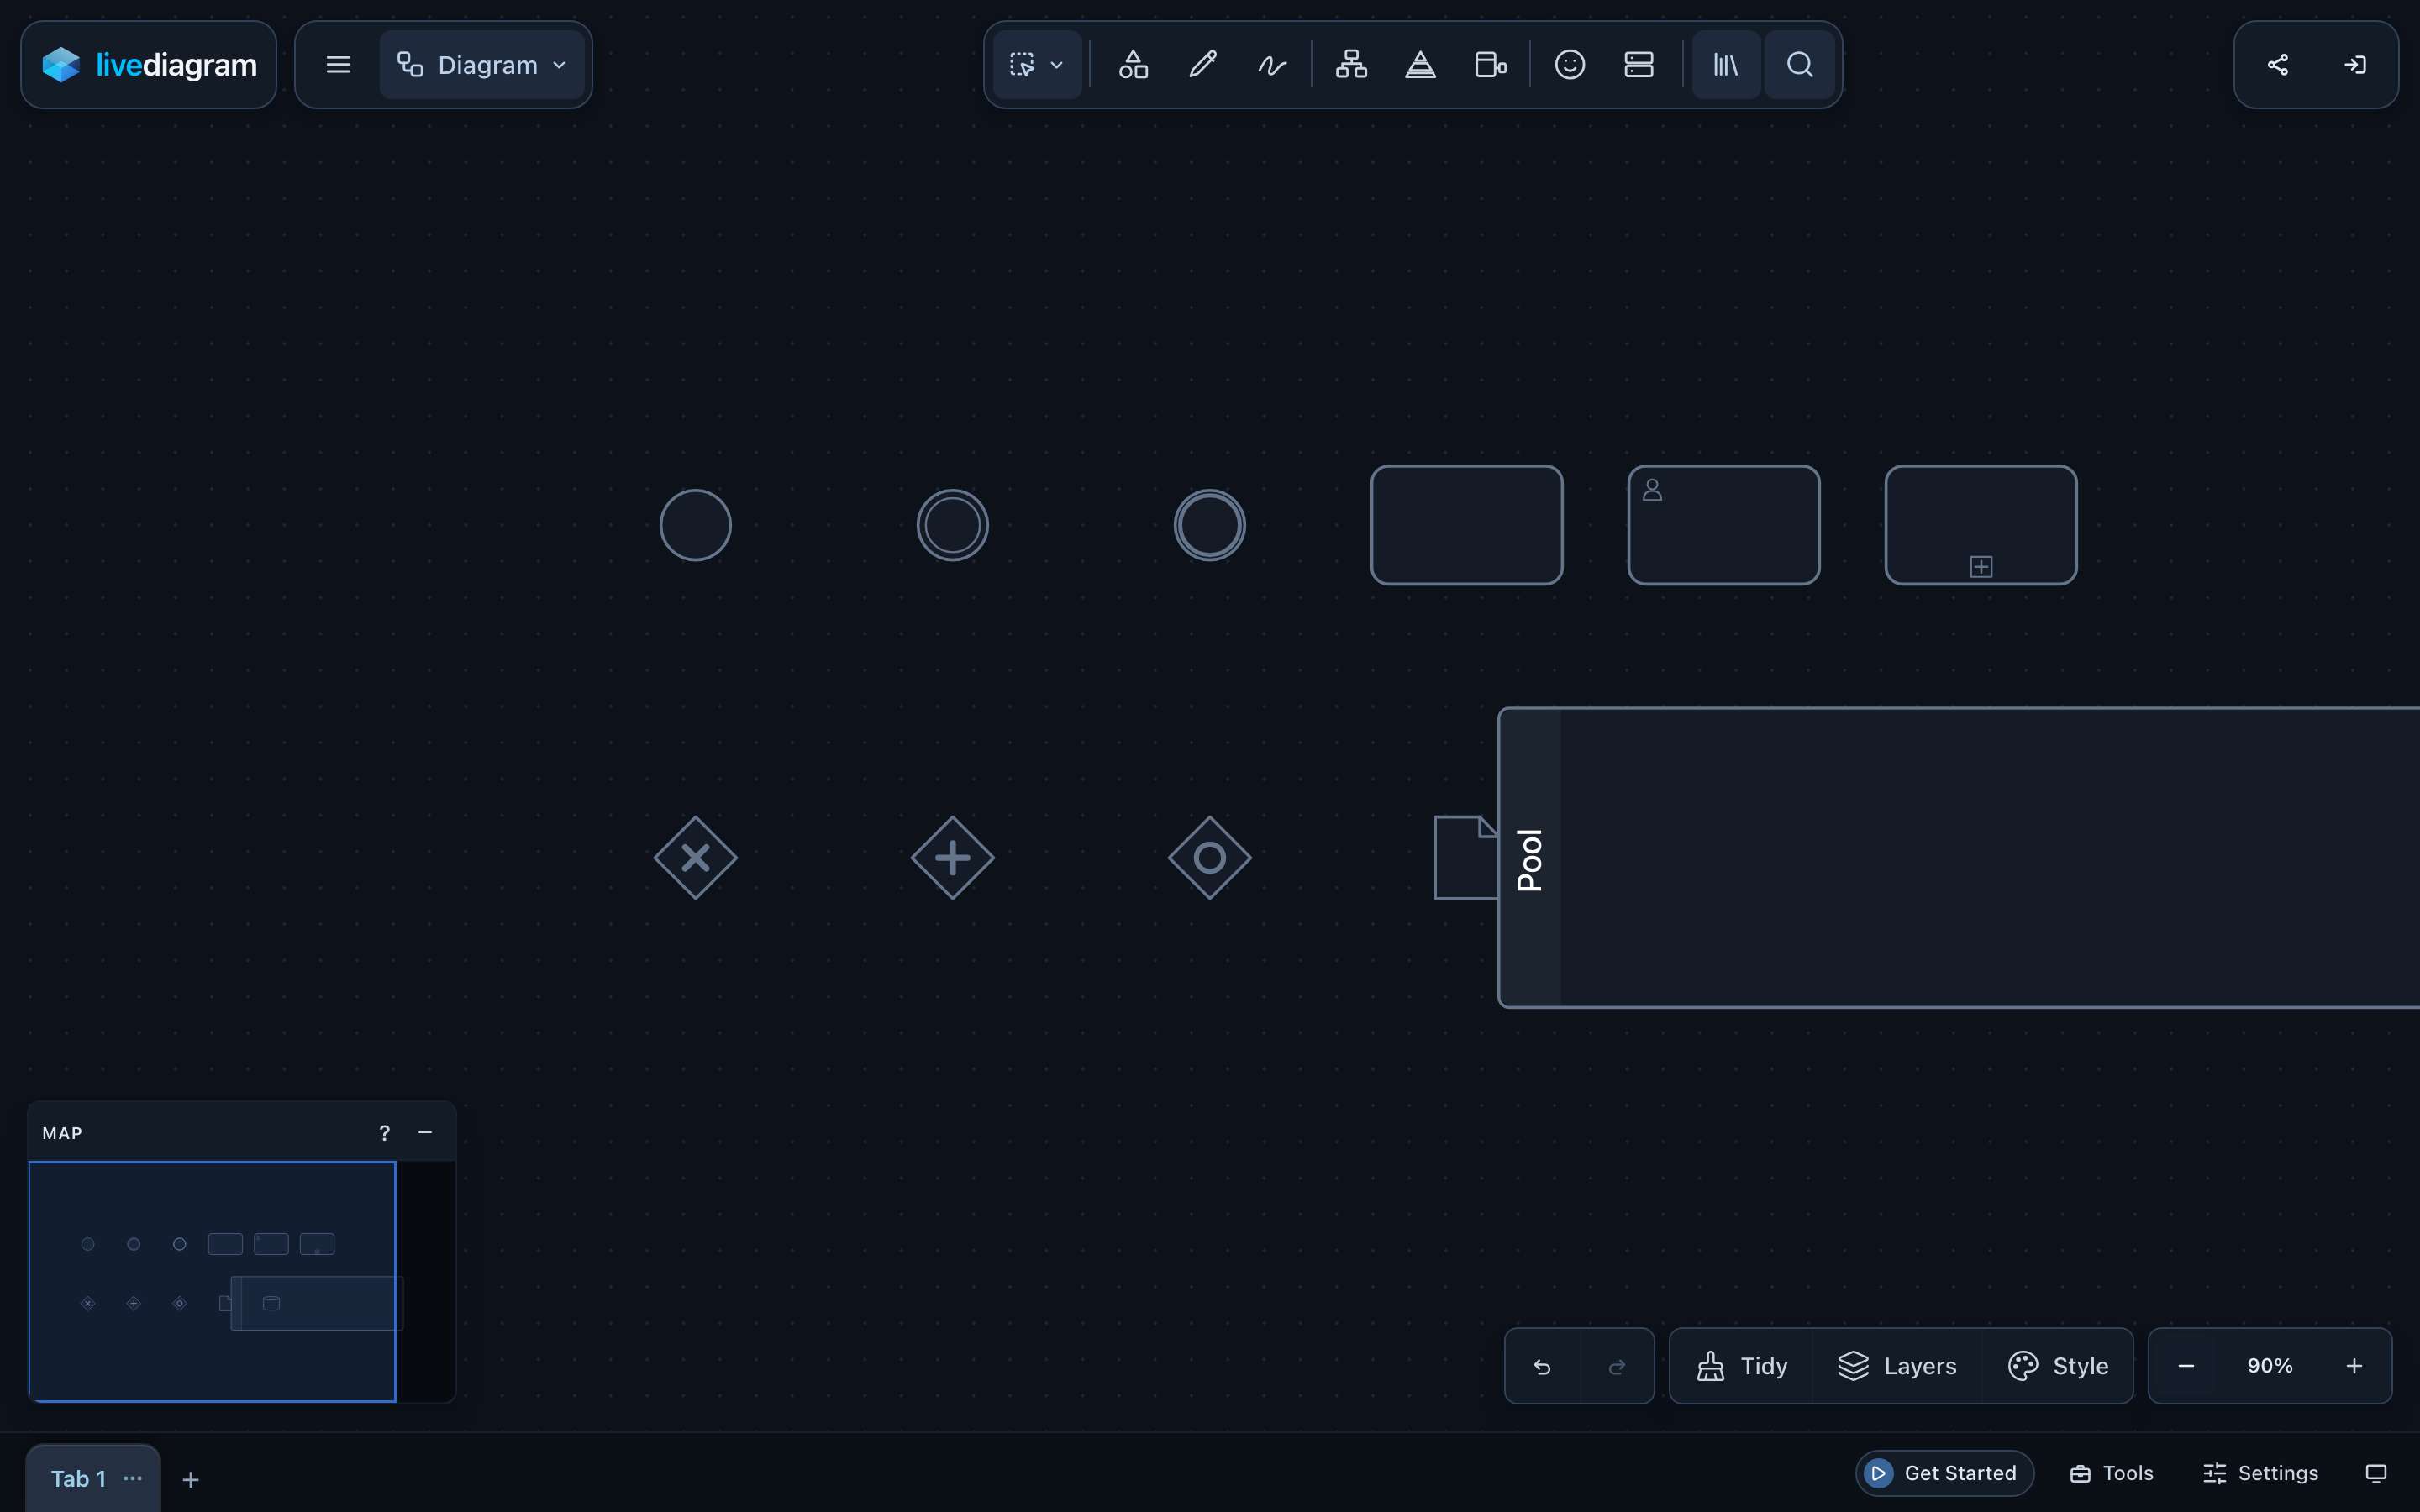 livediagram
Diagram
Pool
MAP
?
Tidy
Layers
Style
90%
Tab 1
Get Started
Tools
Settings